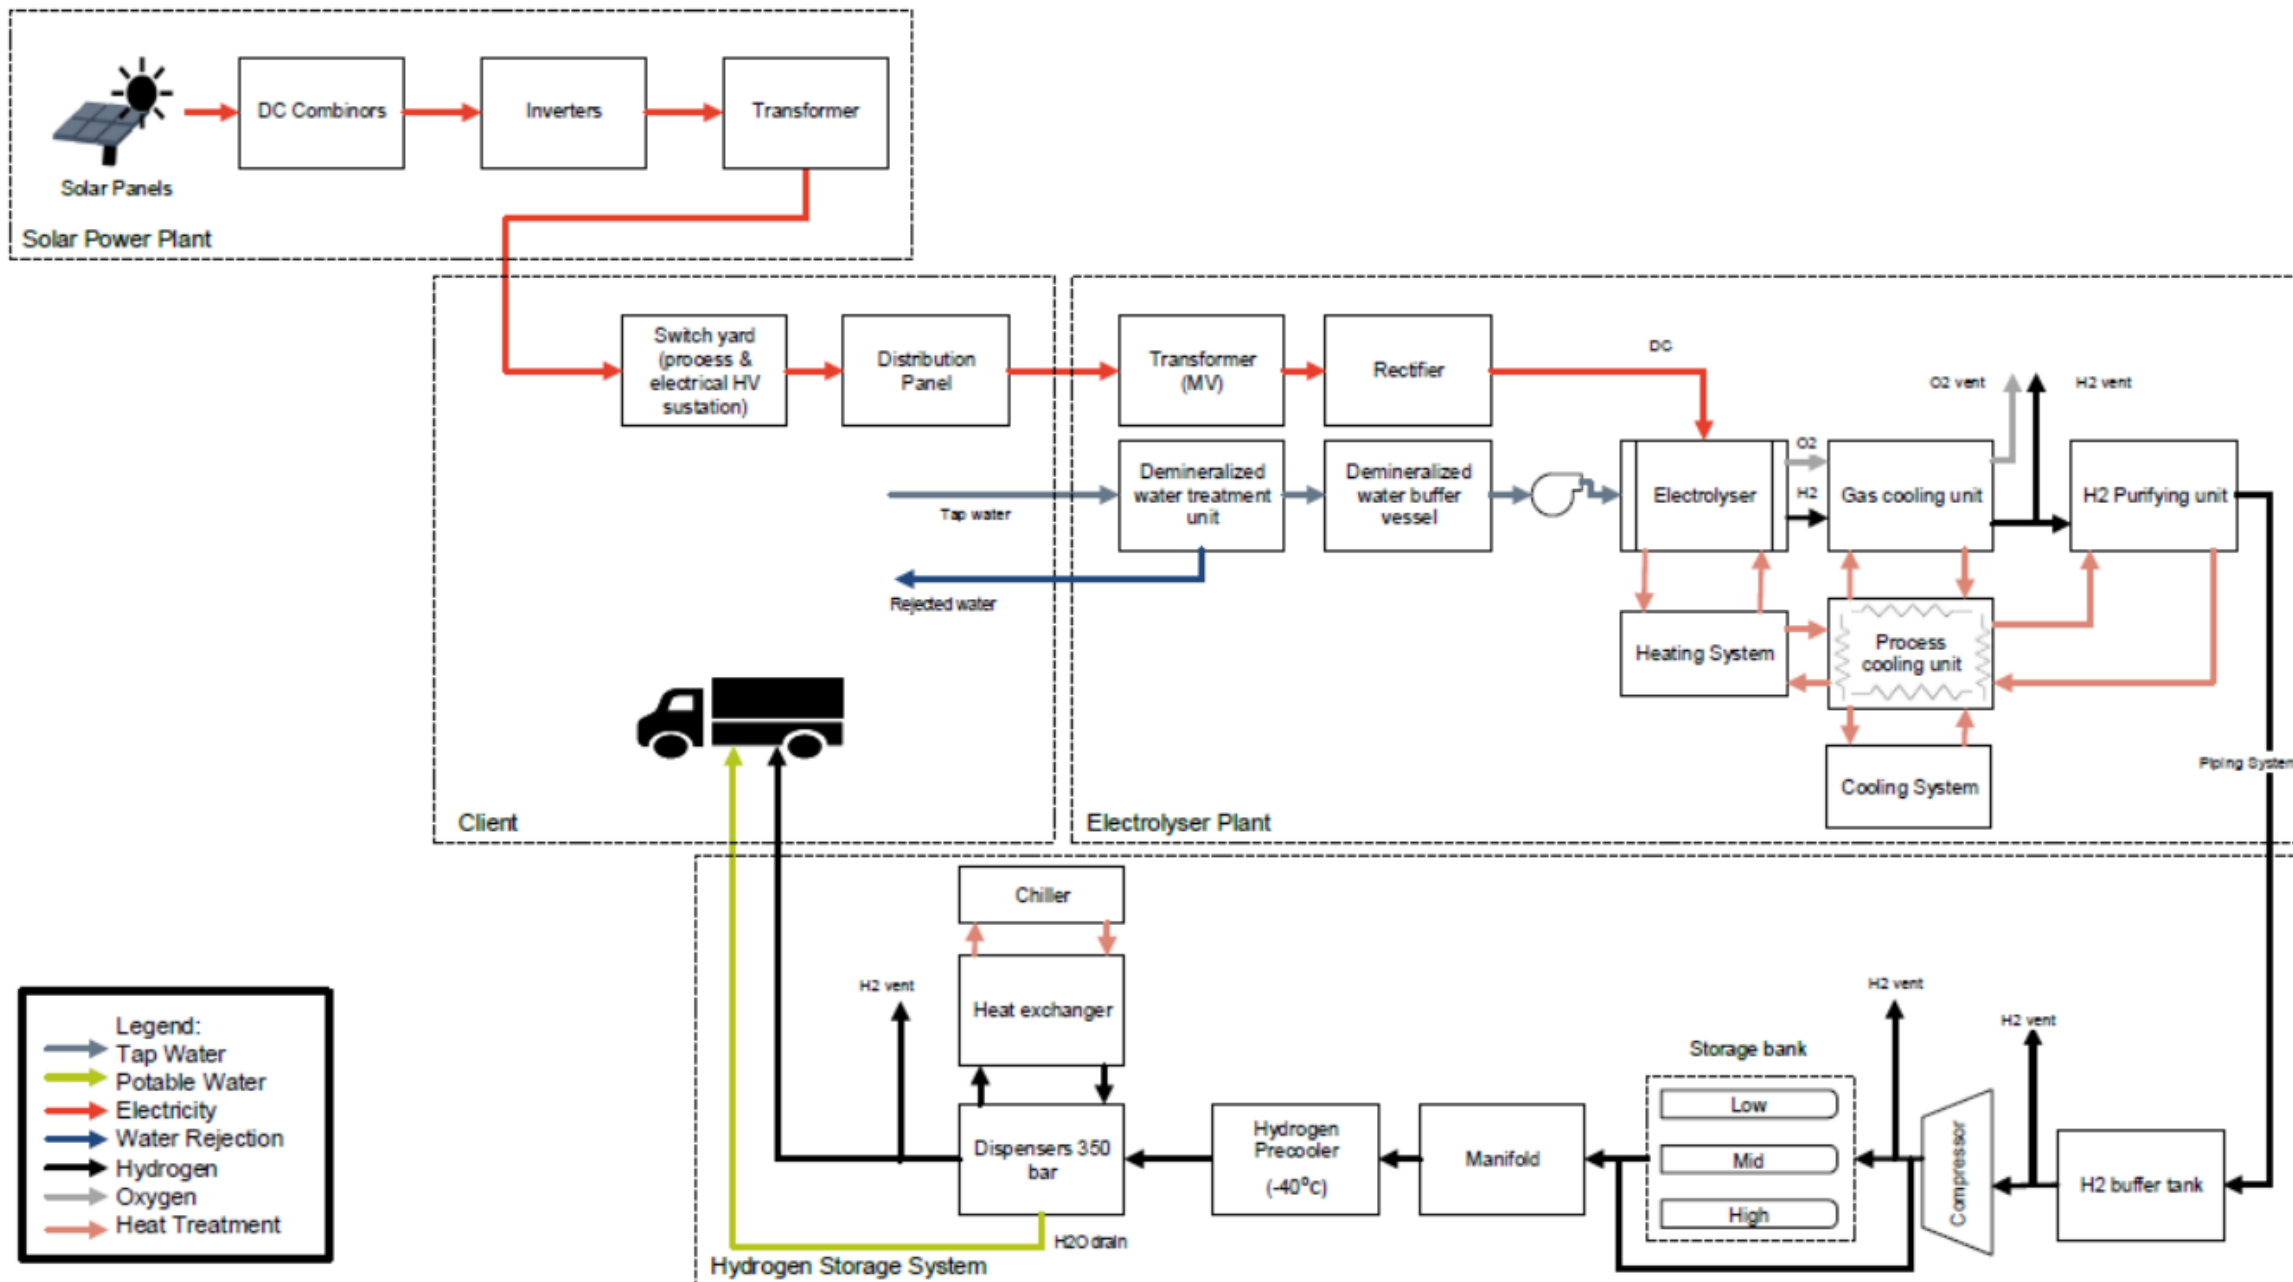 DC Combinors
Inverters
Transformer
Solar Panels
Solar Power Plant
Switch yard
(process &
electrical HV
sustation)
Distribution
Panel
Transformer
(MV)
Rectifier
DC
O2 vent
H2 vent
Tap water
Demineralized
water treatment
unit
Demineralized
water buffer
vessel
Electrolyser
O2
H2
Gas cooling unit
H2 Purifying unit
Rejected water
Heating System
Process
cooling unit
Cooling System
Piping System
Client
Electrolyser Plant
Chiller
Heat exchanger
H2 vent
Dispensers 350
bar
H2O drain
Hydrogen
Precooler
(-40°C)
Manifold
Storage bank
Low
Mid
High
H2 vent
Compressor
H2 vent
H2 buffer tank
Hydrogen Storage System
Legend:
Tap Water
Potable Water
Electricity
Water Rejection
Hydrogen
Oxygen
Heat Treatment